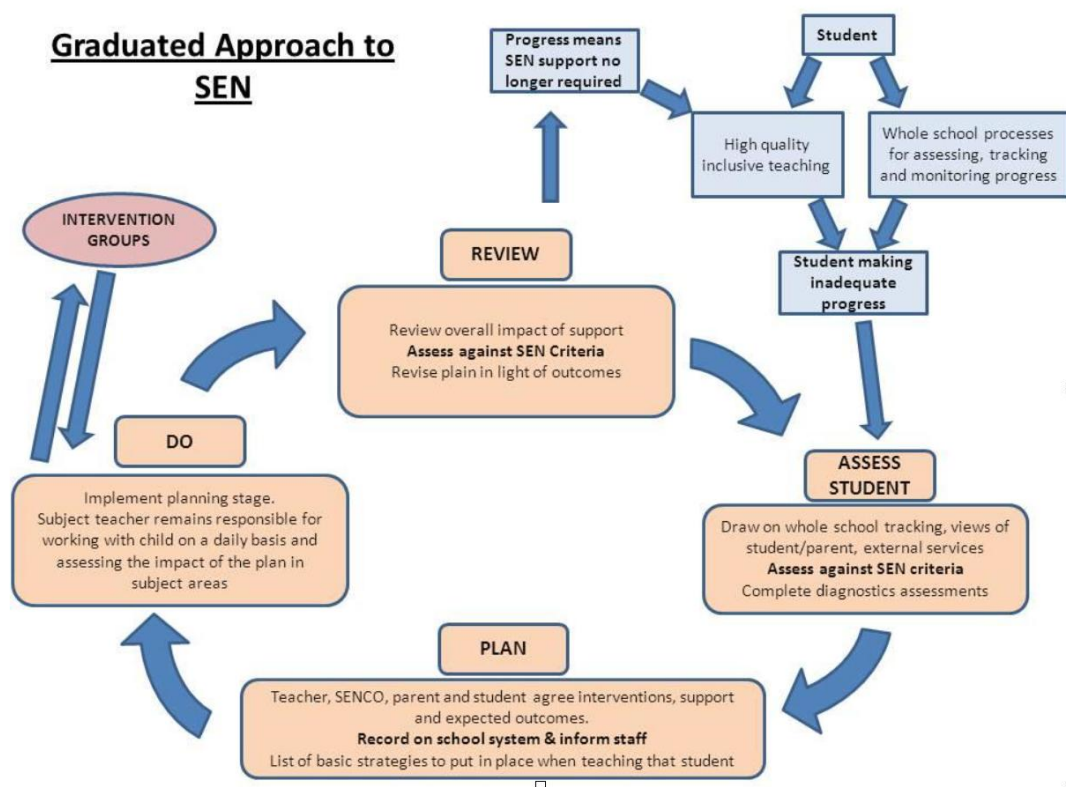 Graduated Approach to
SEN
Progress means
SEN support no
longer required
Student
High quality
inclusive teaching
Whole school processes
for assessing, tracking
and monitoring progress
Student making
inadequate
progress
INTERVENTION
GROUPS
REVIEW
Review overall impact of support
Assess against SEN Criteria
Revise plain in light of outcomes
DO
Implement planning stage.
Subject teacher remains responsible for
working with child on a daily basis and
assessing the impact of the plan in
subject areas
ASSESS
STUDENT
Draw on whole school tracking, views of
student/parent, external services
Assess against SEN criteria
Complete diagnostics assessments
PLAN
Teacher, SENCO, parent and student agree interventions, support
and expected outcomes.
Record on school system & inform staff
List of basic strategies to put in place when teaching that student